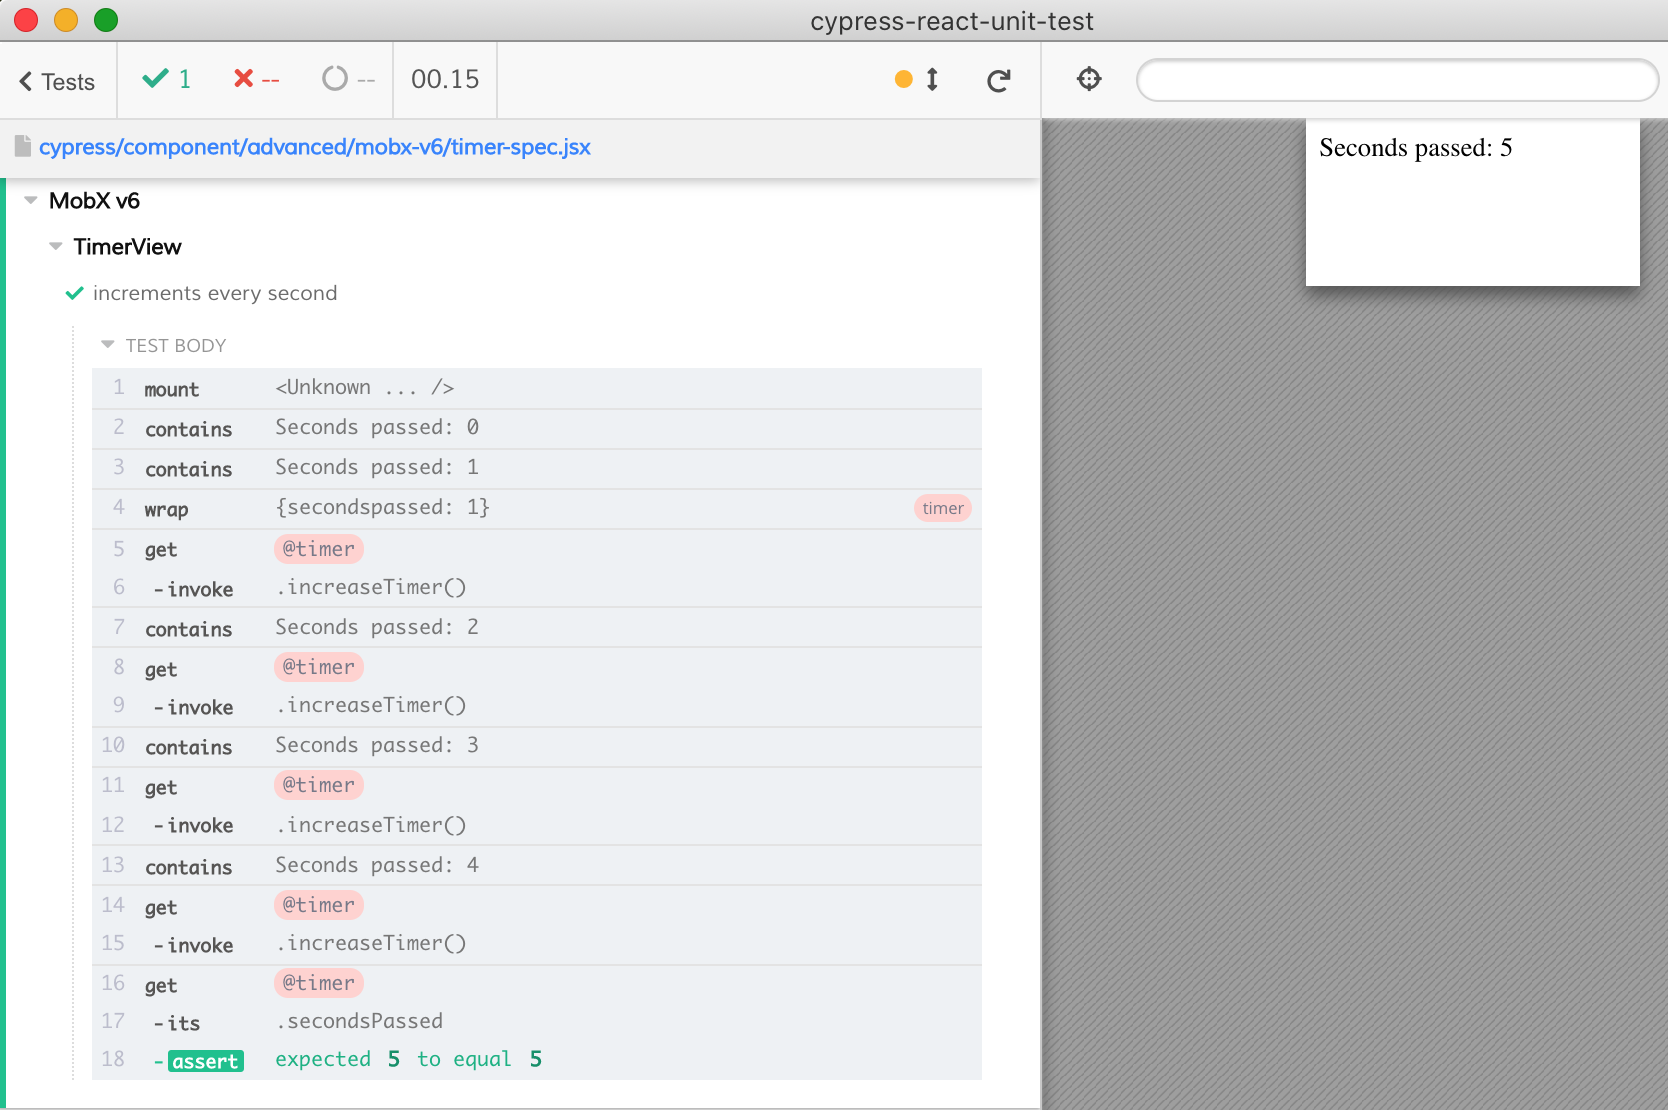 cypress-react-unit-test
Tests 1 -- -- 00.15
cypress/component/advanced/mobx-v6/timer-spec.jsx
Seconds passed: 5
MobX v6
TimerView
increments every second
TEST BODY
1 mount <Unknown ... />
2 contains Seconds passed: 0
3 contains Seconds passed: 1
4 wrap {secondspassed: 1} timer
5 get @timer
6 -invoke .increaseTimer()
7 contains Seconds passed: 2
8 get @timer
9 -invoke .increaseTimer()
10 contains Seconds passed: 3
11 get @timer
12 -invoke .increaseTimer()
13 contains Seconds passed: 4
14 get @timer
15 -invoke .increaseTimer()
16 get @timer
17 -its .secondsPassed
18 -assert expected 5 to equal 5